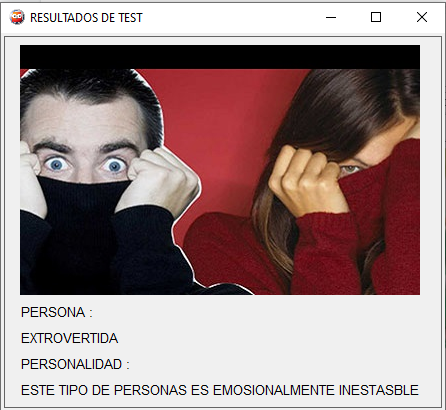 RESULTADOS DE TEST
PERSONA :
EXTROVERTIDA
PERSONALIDAD :
ESTE TIPO DE PERSONAS ES EMOSIONALMENTE INESTASBLE